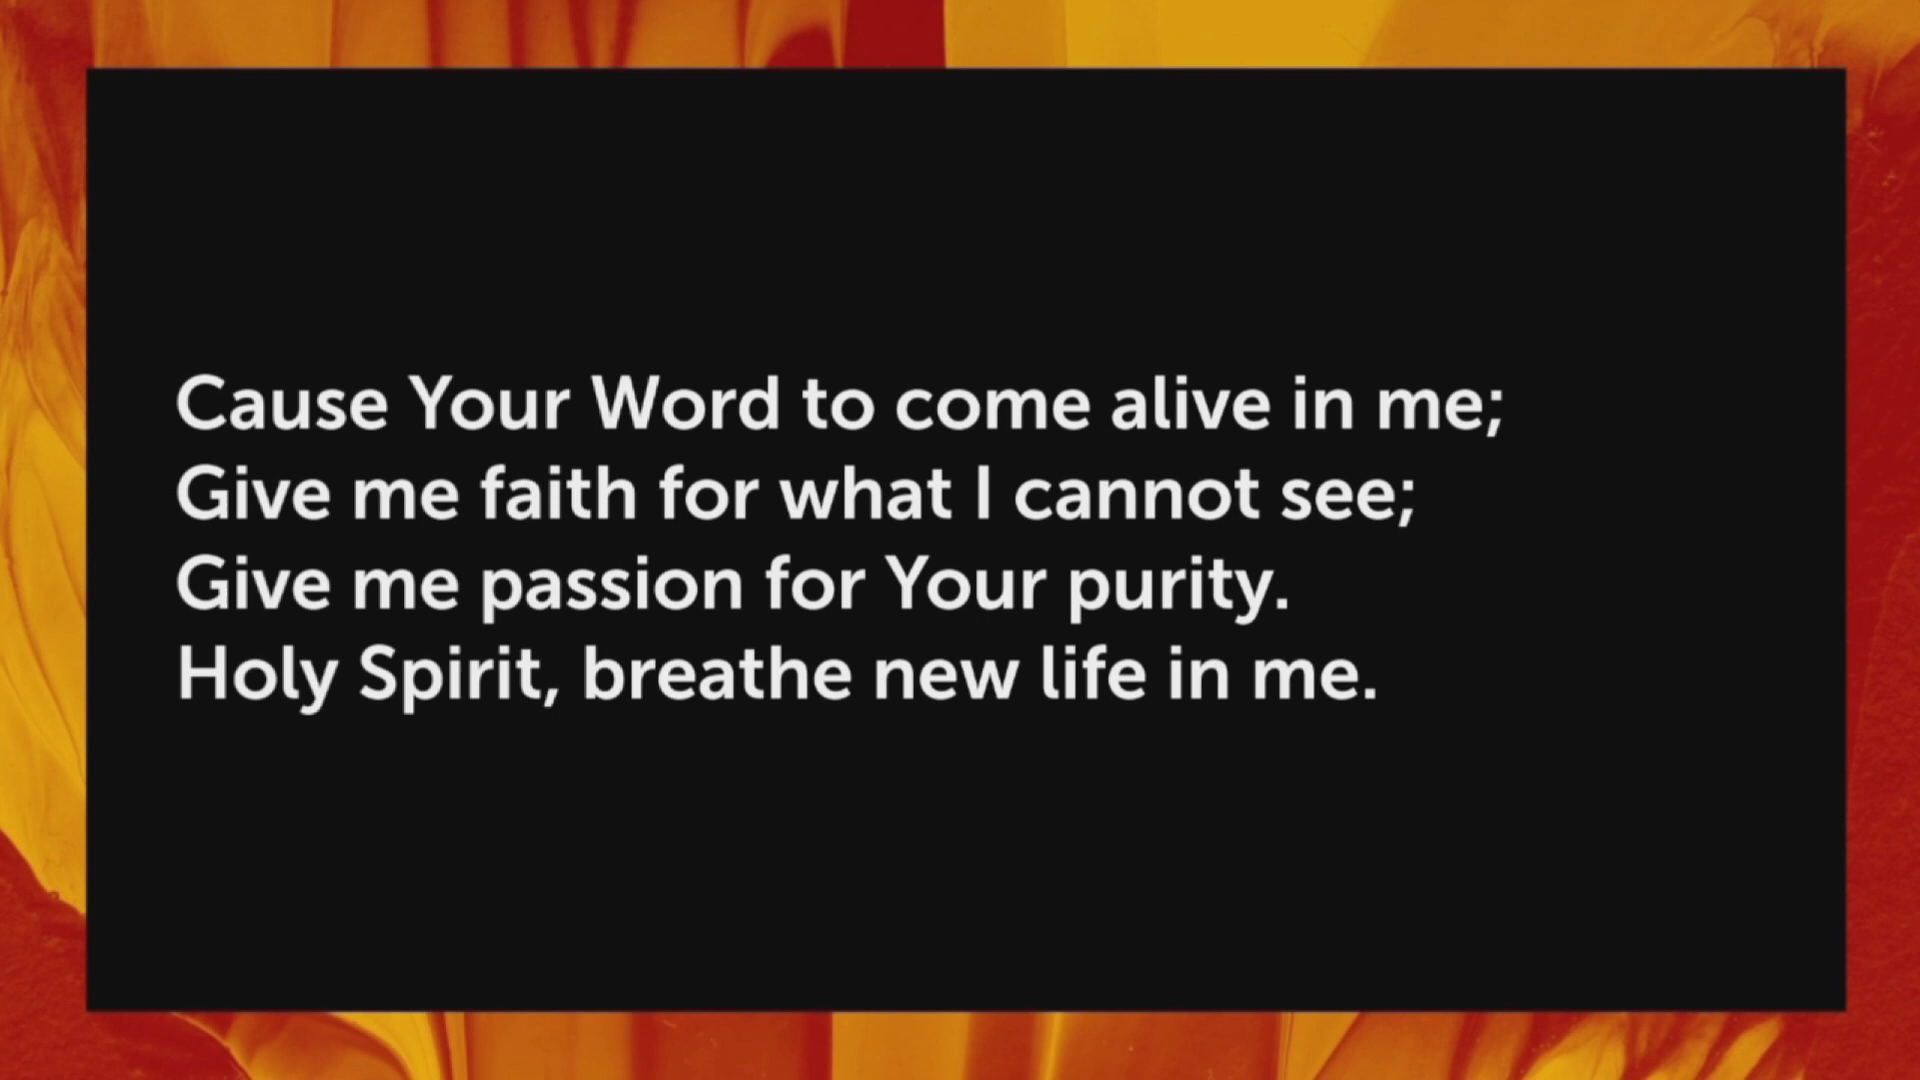 Cause Your Word to come alive in me;
Give me faith for what I cannot see;
Give me passion for Your purity.
Holy Spirit, breathe new life in me.